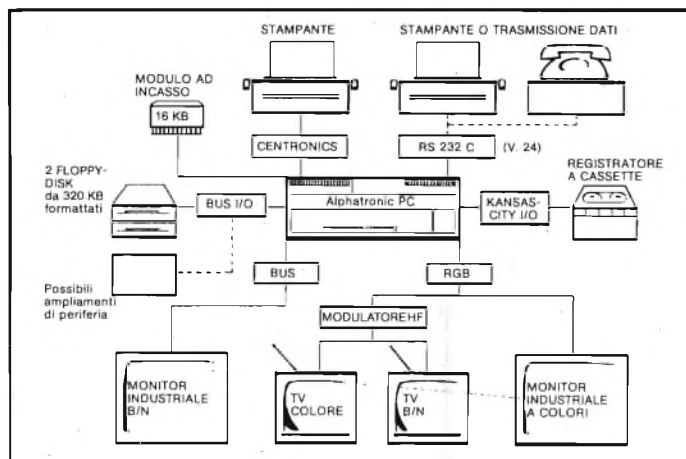 STAMPANTE
STAMPANTE O TRASMISSIONE DATI
MODULO AD
INCASSO
16 KB
CENTRONICS
RS 232 C
(V. 24)
2 FLOPPY-
DISK
da 320 KB
formattati
BUS I/O
Alphatronic PC
KANSAS-
CITY I/O
REGISTRATORE
A CASSETTE
Possibili
ampliamenti
di periferia
BUS
RGB
MODULATORE HF
MONITOR
INDUSTRIALE
B/N
TV
COLORE
TV
B/N
MONITOR
INDUSTRIALE
A COLORI